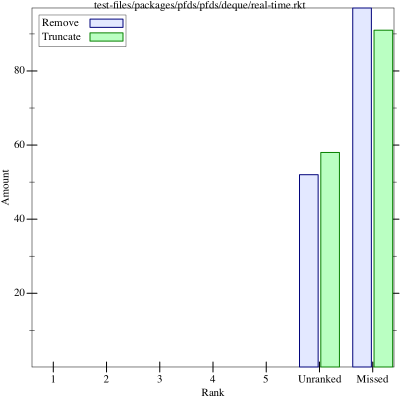 test-files/packages/pfds/pfds/deque/real-time.rkt
Remove
Truncate
80
60
40
20
Amount
1 2 3 4 5 Unranked Missed
Rank